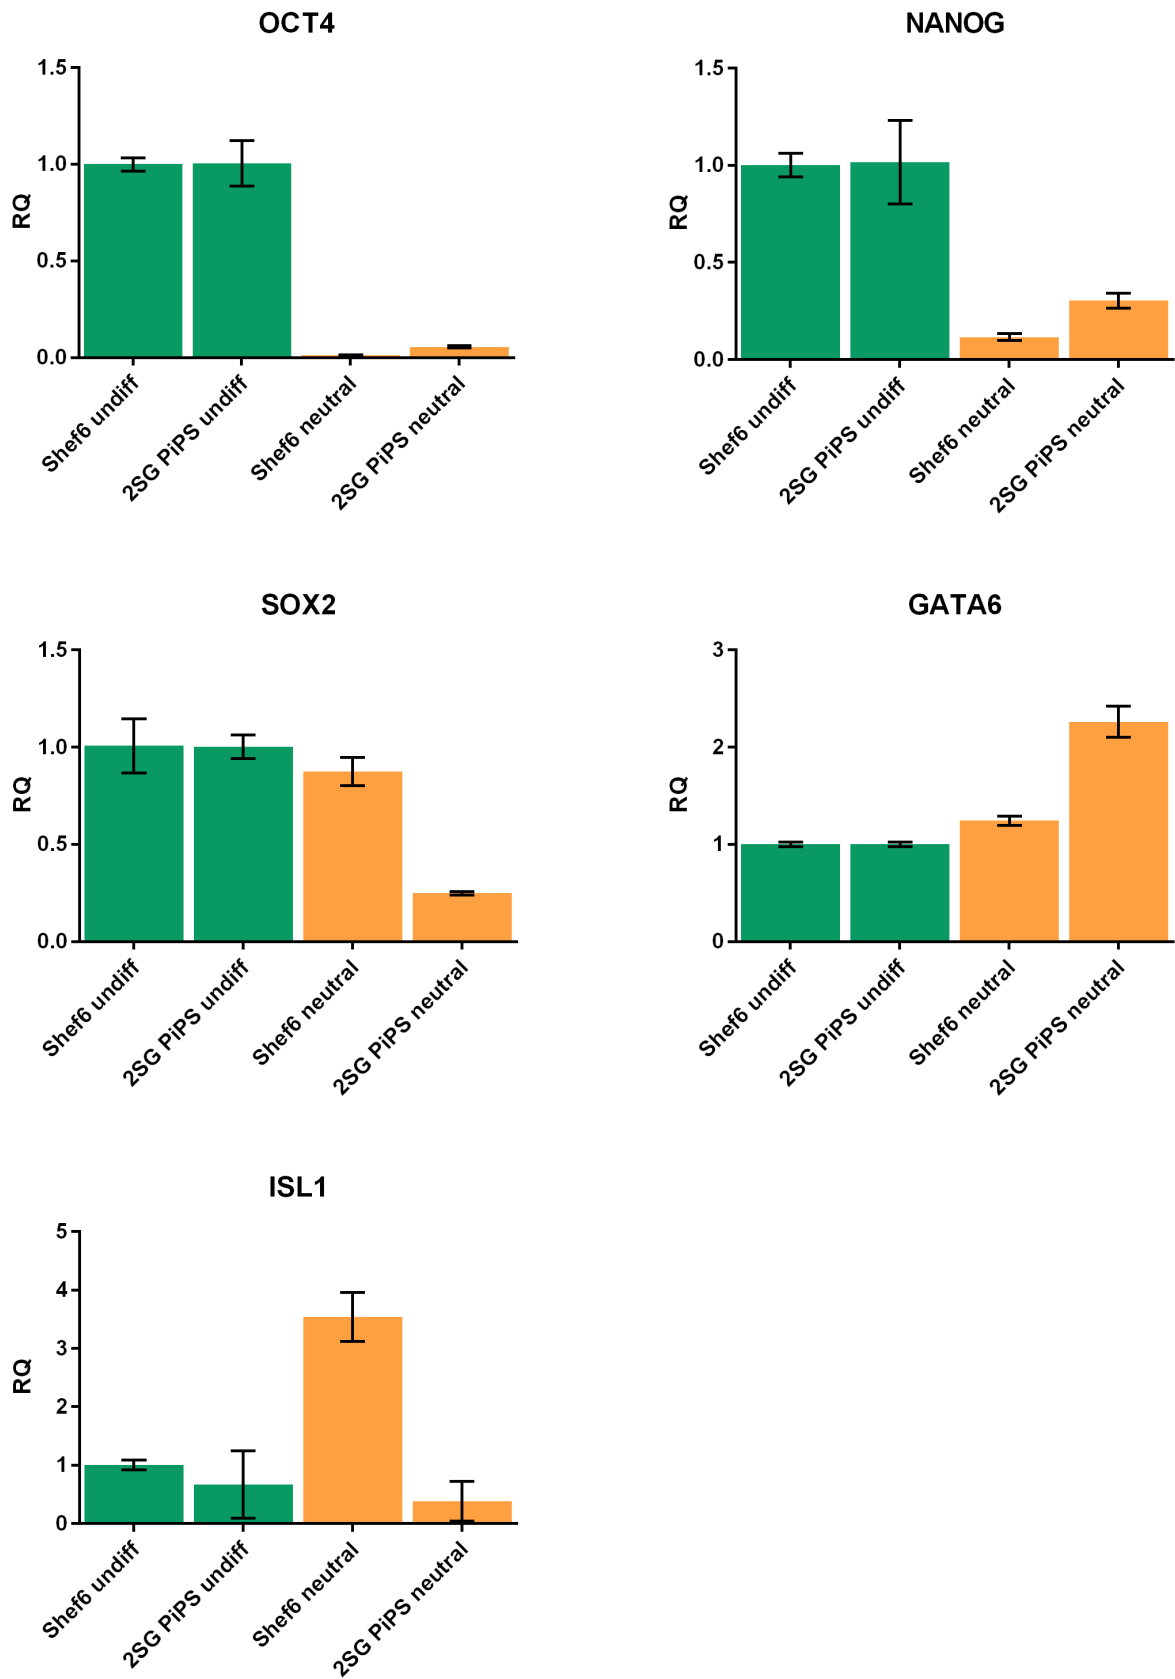 OCT4
1.5
1.0
0.5
0.0
RQ
Shef6 undiff
2SG PiPS undiff
Shef6 neutral
2SG PiPS neutral
NANOG
1.5
1.0
0.5
0.0
RQ
Shef6 undiff
2SG PiPS undiff
Shef6 neutral
2SG PiPS neutral
SOX2
1.5
1.0
0.5
0.0
RQ
Shef6 undiff
2SG PiPS undiff
Shef6 neutral
2SG PiPS neutral
GATA6
3
2
1
0
RQ
Shef6 undiff
2SG PiPS undiff
Shef6 neutral
2SG PiPS neutral
ISL1
5
4
3
2
1
0
RQ
Shef6 undiff
2SG PiPS undiff
Shef6 neutral
2SG PiPS neutral